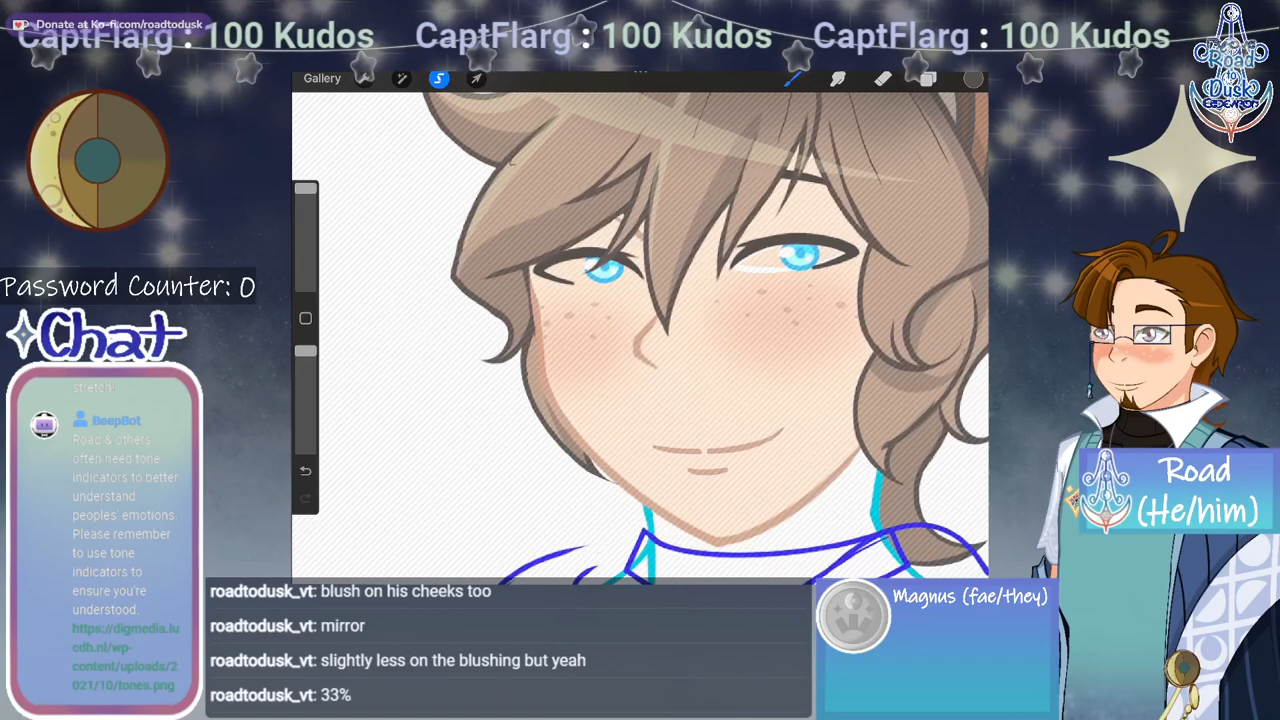 Donate at Ko-fi.com/roadtodusk
CaptFlarg : 100 Kudos
CaptFlarg : 100 Kudos
CaptFlarg : 100 Kudos
Road
to
Dusk
Gallery
Password Counter: 0
Chat
stretch!
BeepBot
Road & others
often need tone
indicators to better
understand
peoples' emotions.
Please remember
to use tone
indicators to
ensure you're
understood.
https://digmedia.lu
cdh.nl/wp-
content/uploads/2
021/10/tones.png
Road
(He/him)
roadtodusk_vt: blush on his cheeks too
roadtodusk_vt: mirror
roadtodusk_vt: slightly less on the blushing but yeah
roadtodusk_vt: 33%
Magnus (fae/they)